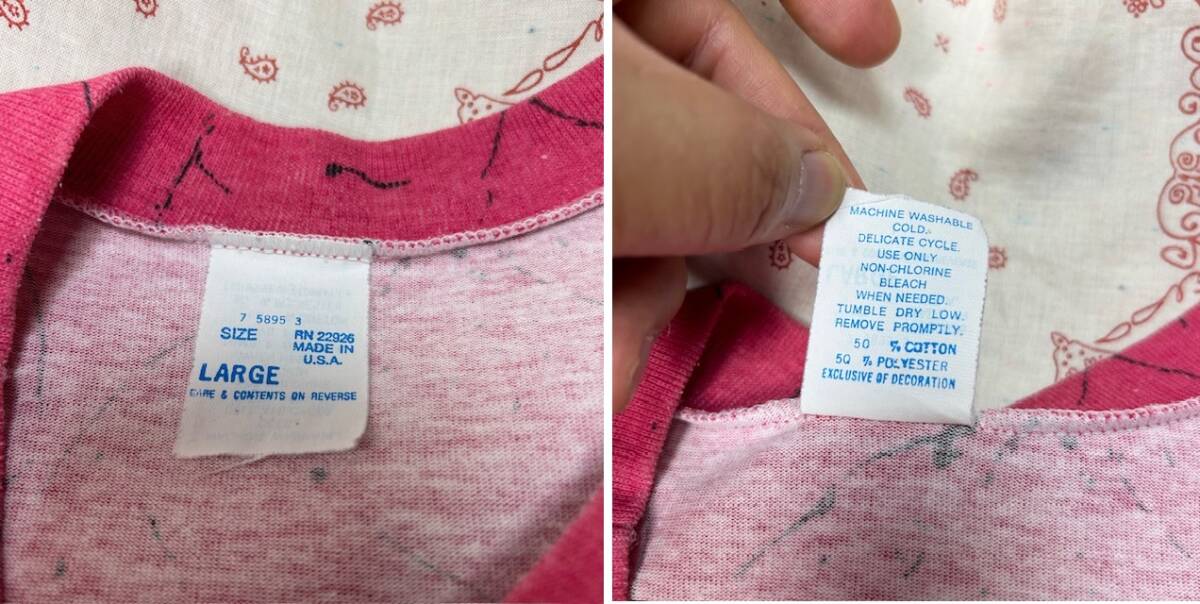 7 5895 3
SIZE RN 22926
MADE IN
U.S.A.
LARGE
CARE & CONTENTS ON REVERSE
MACHINE WASHABLE
COLD.
DELICATE CYCLE.
USE ONLY
NON-CHLORINE
BLEACH
WHEN NEEDED.
TUMBLE DRY LOW.
REMOVE PROMPTLY.
50 % COTTON
50 % POLYESTER
EXCLUSIVE OF DECORATION